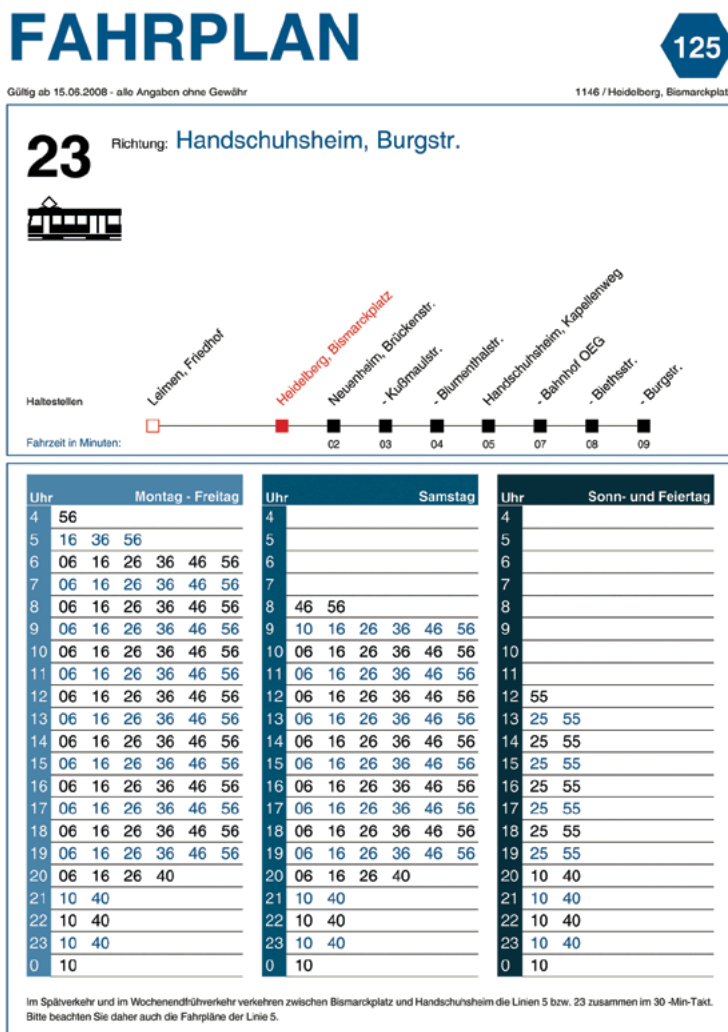 FAHRPLAN
125
Gültig ab 15.06.2008 - alle Angaben ohne Gewähr
1146 / Heidelberg, Bismarckplat
23 Richtung: Handschuhsheim, Burgstr.
Haltestellen
Leimen, Friedhof
Heidelberg, Bismarckplatz
Neuenheim, Brückenstr.
- Kußmaulstr.
- Blumenthalstr.
Handschuhsheim, Kapellenweg
- Bahnhof OEG
- Biethsstr.
- Burgstr.
Fahrzeit in Minuten: 02 03 04 05 07 08 09
Uhr Montag - Freitag
4 56
5 16 36 56
6 06 16 26 36 46 56
7 06 16 26 36 46 56
8 06 16 26 36 46 56
9 06 16 26 36 46 56
10 06 16 26 36 46 56
11 06 16 26 36 46 56
12 06 16 26 36 46 56
13 06 16 26 36 46 56
14 06 16 26 36 46 56
15 06 16 26 36 46 56
16 06 16 26 36 46 56
17 06 16 26 36 46 56
18 06 16 26 36 46 56
19 06 16 26 36 46 56
20 06 16 26 40
21 10 40
22 10 40
23 10 40
0 10
Uhr Samstag
4
5
6
7
8 46 56
9 10 16 26 36 46 56
10 06 16 26 36 46 56
11 06 16 26 36 46 56
12 06 16 26 36 46 56
13 06 16 26 36 46 56
14 06 16 26 36 46 56
15 06 16 26 36 46 56
16 06 16 26 36 46 56
17 06 16 26 36 46 56
18 06 16 26 36 46 56
19 06 16 26 36 46 56
20 06 16 26 40
21 10 40
22 10 40
23 10 40
0 10
Uhr Sonn- und Feiertag
4
5
6
7
8
9
10
11
12 55
13 25 55
14 25 55
15 25 55
16 25 55
17 25 55
18 25 55
19 25 55
20 10 40
21 10 40
22 10 40
23 10 40
0 10
Im Spätverkehr und im Wochenendfrühverkehr verkehren zwischen Bismarckplatz und Handschuhsheim die Linien 5 bzw. 23 zusammen im 30 -Min-Takt.
Bitte beachten Sie daher auch die Fahrpläne der Linie 5.